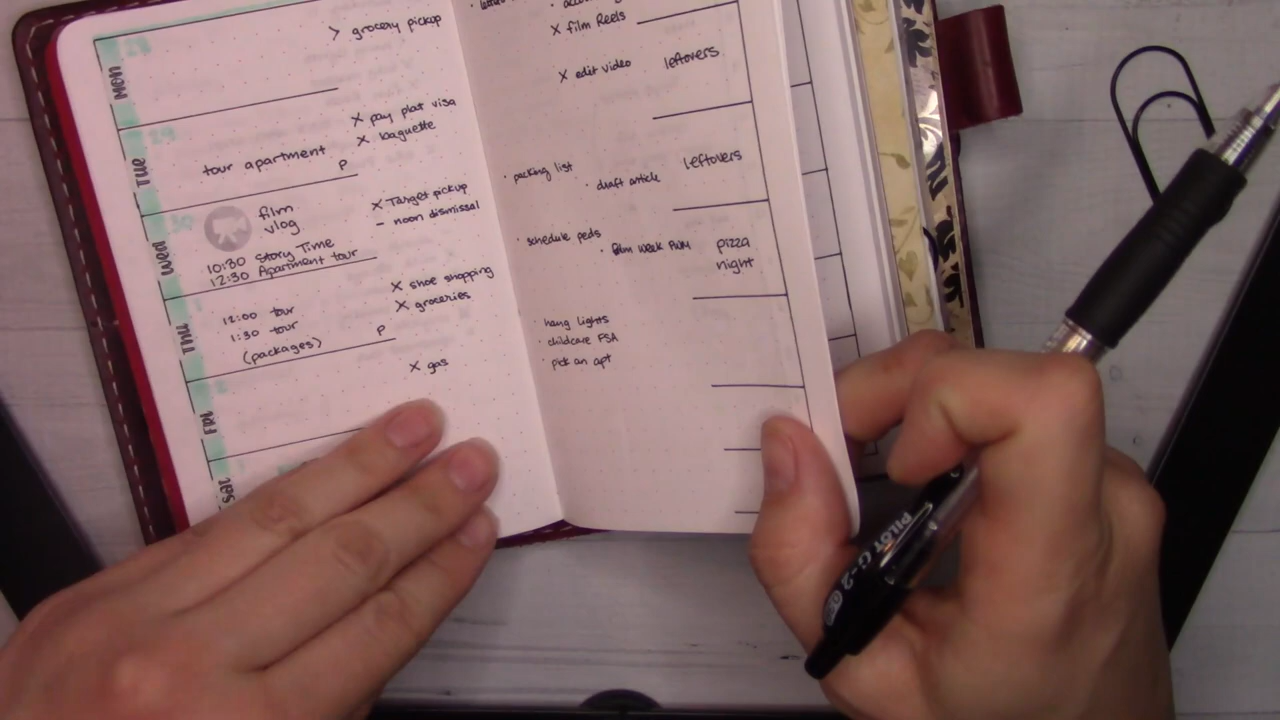 MON
> grocery pickup
TUE
29
tour apartment
P
X pay plat visa
X baguette
WED
30
film
vlog
10:30 Story Time
12:30 Apartment tour
X Target pickup
- noon dismissal
THU
12:00 tour
1:30 tour
(packages)
P
X shoe shopping
X groceries
FRI
X gas
SAT
X film Reels
X edit video
leftovers
· packing list
· draft article
leftovers
· schedule peds
· film week
pizza
night
· hang lights
· childcare FSA
· pick an apt
PILOT G-2